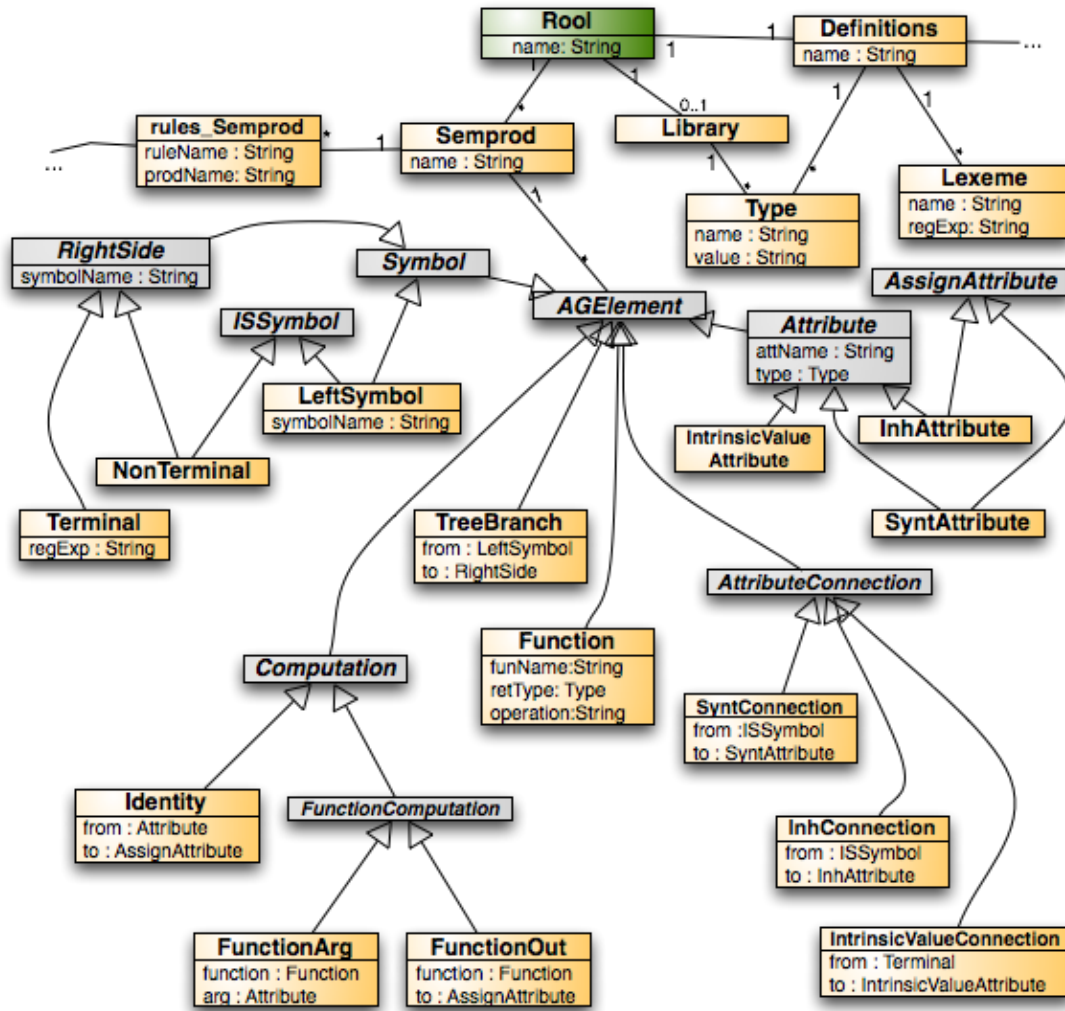 Rool
name: String
1
1
1
1
1
Definitions
name : String
...
1
1
*
0..1
*
*
rules_Semprod
ruleName : String
prodName: String
*
1
...
Semprod
name : String
1
*
Library
1
*
Type
name : String
value : String
Lexeme
name : String
regExp: String
RightSide
symbolName : String
Symbol
AGElement
AssignAttribute
ISSymbol
Attribute
attName : String
type : Type
LeftSymbol
symbolName : String
IntrinsicValue
Attribute
InhAttribute
NonTerminal
Terminal
regExp : String
TreeBranch
from : LeftSymbol
to : RightSide
SyntAttribute
AttributeConnection
Function
funName:String
retType: Type
operation:String
Computation
SyntConnection
from :ISSymbol
to : SyntAttribute
Identity
from : Attribute
to : AssignAttribute
FunctionComputation
InhConnection
from : ISSymbol
to : InhAttribute
FunctionArg
function : Function
arg : Attribute
FunctionOut
function : Function
to : AssignAttribute
IntrinsicValueConnection
from : Terminal
to : IntrinsicValueAttribute